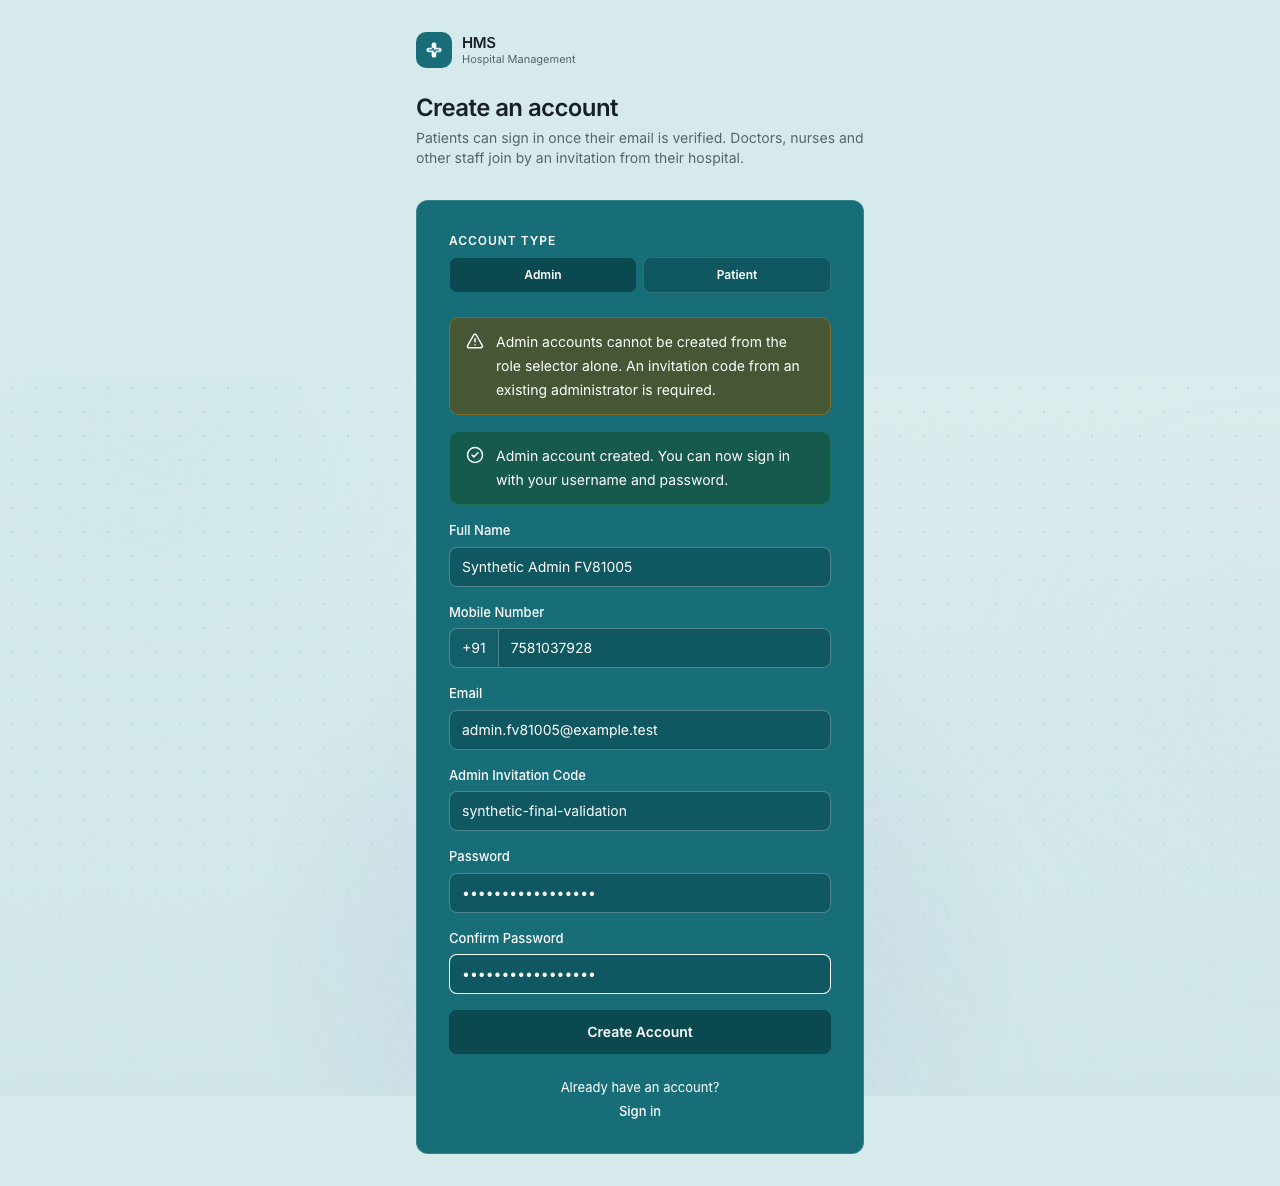 HMS
Hospital Management
Create an account
Patients can sign in once their email is verified. Doctors, nurses and
other staff join by an invitation from their hospital.
ACCOUNT TYPE
Admin
Patient
Admin accounts cannot be created from the
role selector alone. An invitation code from an
existing administrator is required.
Admin account created. You can now sign in
with your username and password.
Full Name
Synthetic Admin FV81005
Mobile Number
+91 7581037928
Email
admin.fv81005@example.test
Admin Invitation Code
synthetic-final-validation
Password
•••••••••••••••••
Confirm Password
•••••••••••••••••
Create Account
Already have an account?
Sign in